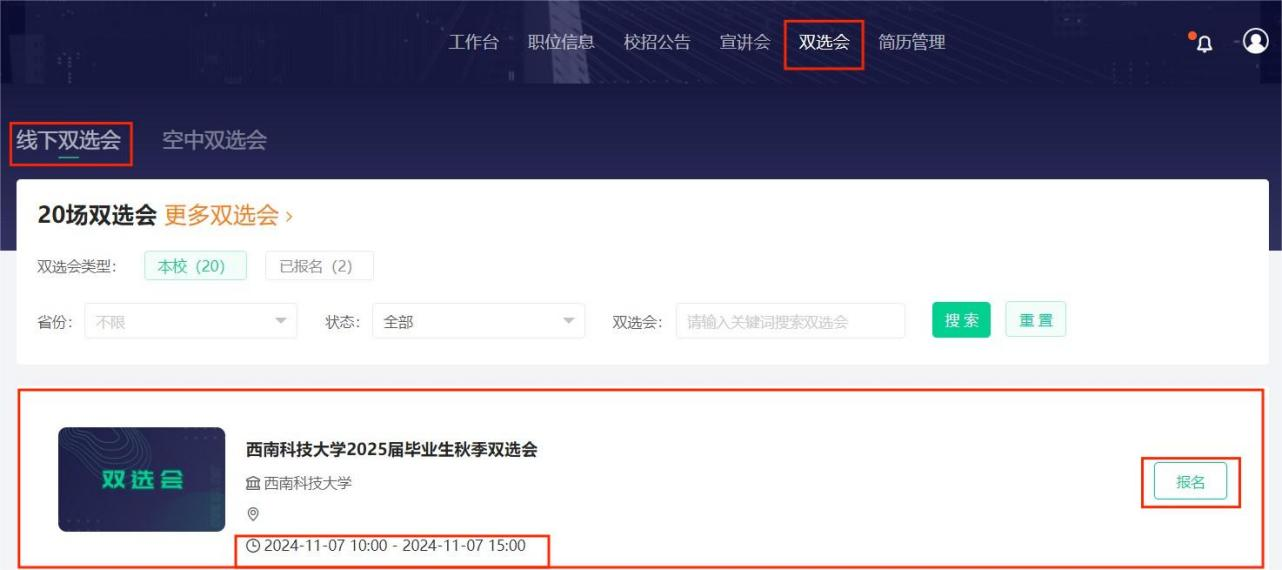 工作台 职位信息 校招公告 宣讲会 双选会 简历管理
线下双选会 空中双选会
20场双选会 更多双选会 >
双选会类型： 本校（20） 已报名（2）
省份： 不限 状态： 全部 双选会： 请输入关键词搜索双选会 搜索 重置
双选会
西南科技大学2025届毕业生秋季双选会
西南科技大学
报名
2024-11-07 10:00 - 2024-11-07 15:00